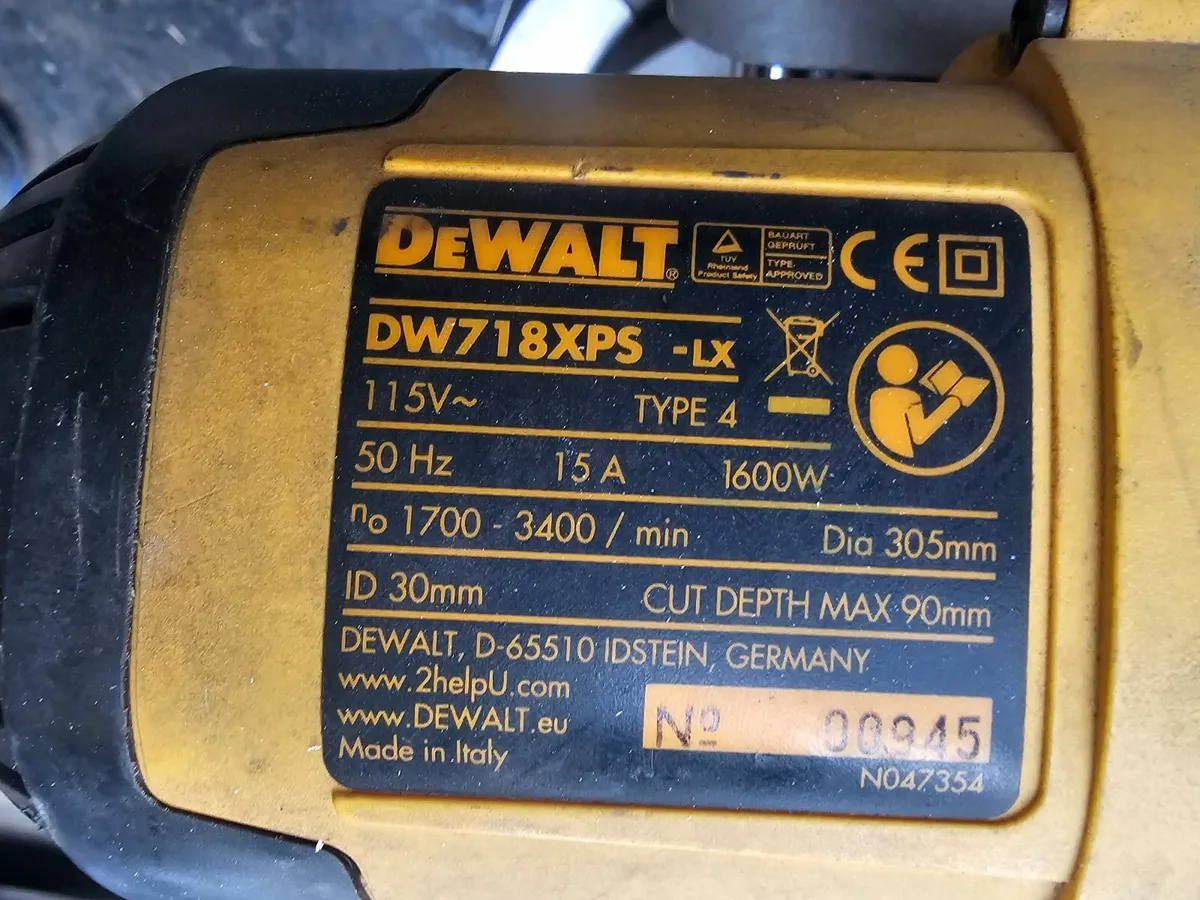 DEWALT®
TÜV
Rheinland
Product Safety
BAUART
GEPRÜFT
TYPE
APPROVED
CE
DW718XPS -LX
115V~ TYPE 4
50 Hz 15 A 1600W
no 1700 - 3400 / min Dia 305mm
ID 30mm CUT DEPTH MAX 90mm
DEWALT, D-65510 IDSTEIN, GERMANY
www.2helpU.com
www.DEWALT.eu
Made in Italy
Nº 00945
N047354